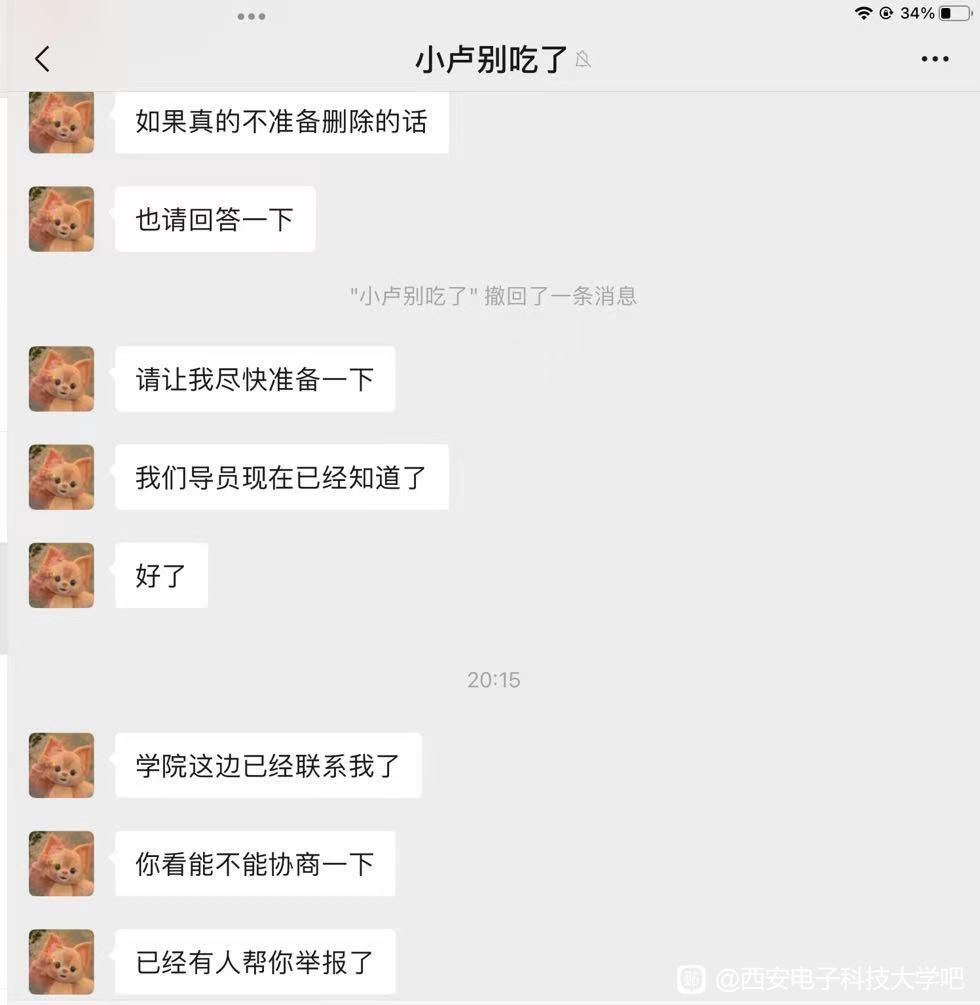 34%
小卢别吃了
如果真的不准备删除的话
也请回答一下
"小卢别吃了" 撤回了一条消息
请让我尽快准备一下
我们导员现在已经知道了
好了
20:15
学院这边已经联系我了
你看能不能协商一下
已经有人帮你举报了
贴 @西安电子科技大学吧